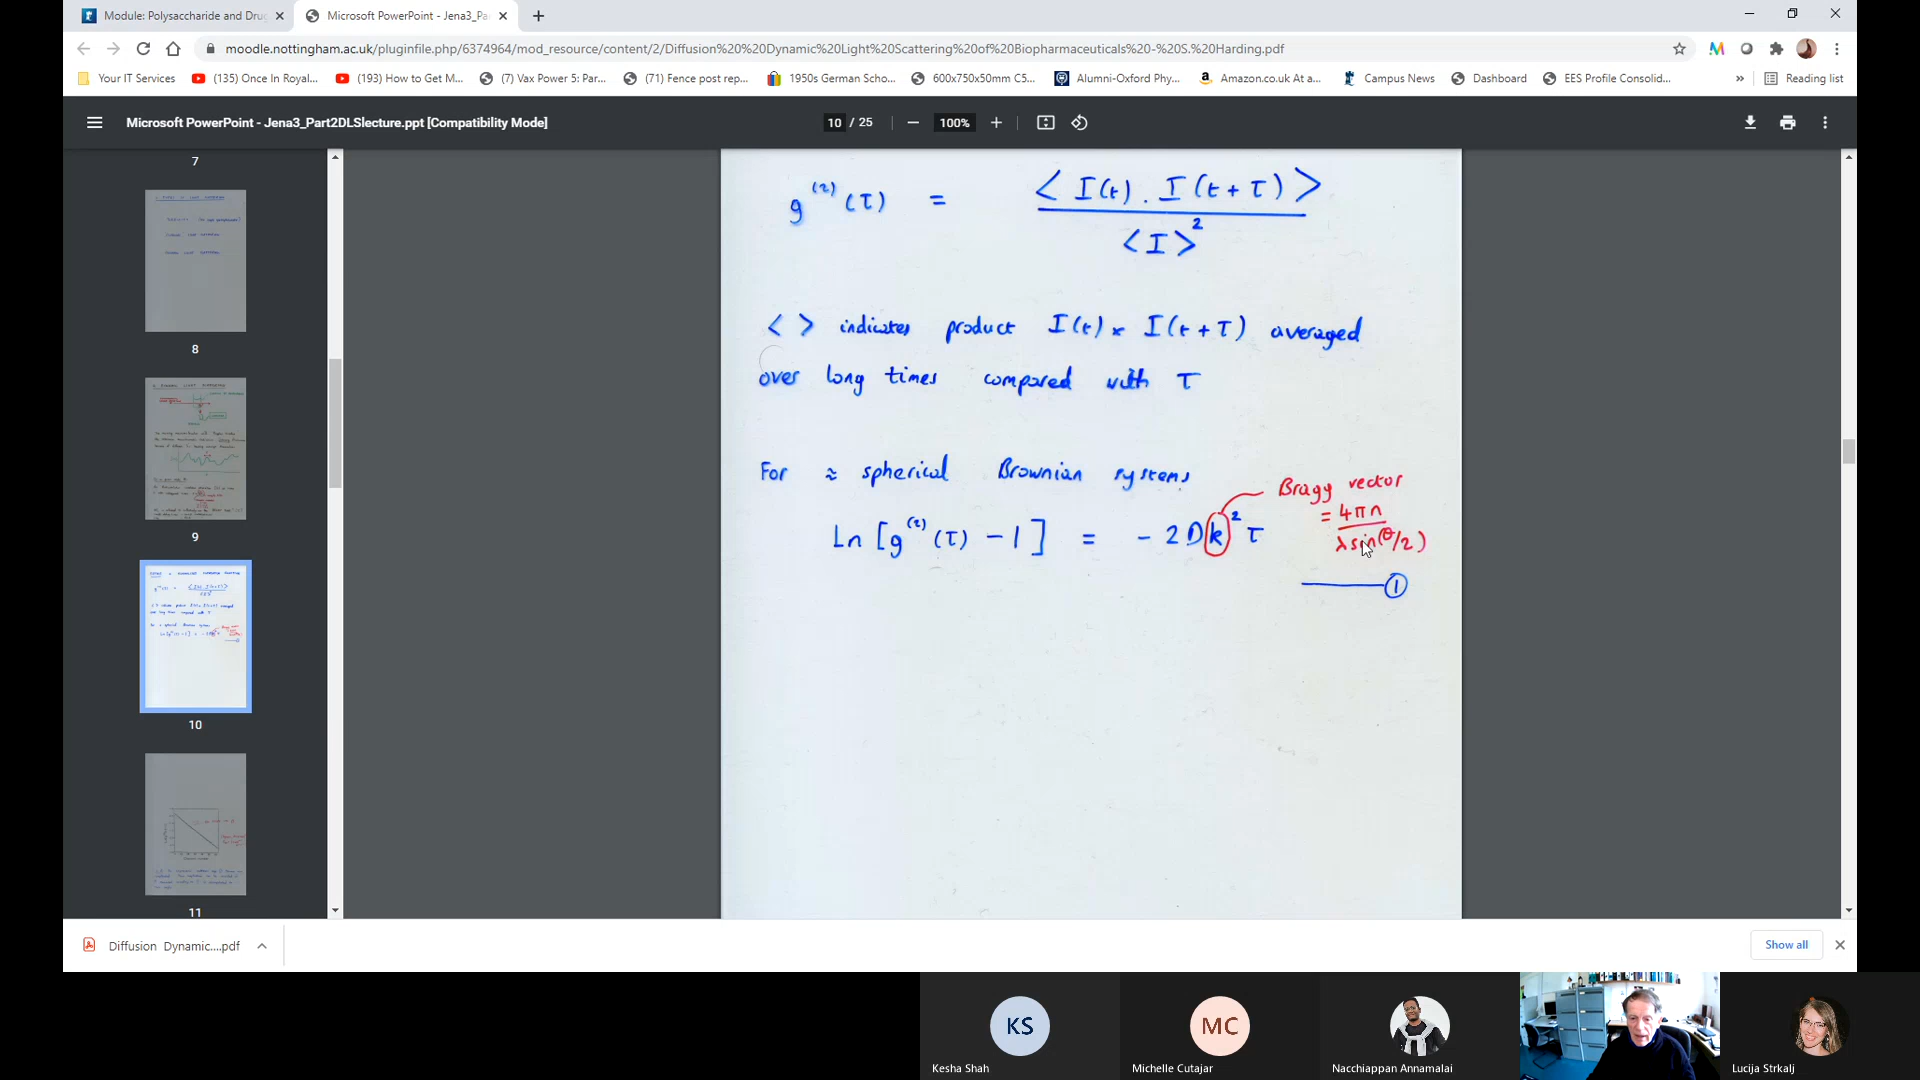 Module: Polysaccharide and Drug
Microsoft PowerPoint - Jena3_Pa
moodle.nottingham.ac.uk/pluginfile.php/6374964/mod_resource/content/2/Diffusion%20%20Dynamic%20Light%20Scattering%20of%20Biopharmaceuticals%20-%20S.%20Harding.pdf
Your IT Services
(135) Once In Royal...
(193) How to Get M...
(7) Vax Power 5: Par...
(71) Fence post rep...
1950s German Scho...
600x750x50mm C5...
Alumni-Oxford Phy...
Amazon.co.uk At a...
Campus News
Dashboard
EES Profile Consolid...
»
Reading list
Microsoft PowerPoint - Jena3_Part2DLSlecture.ppt [Compatibility Mode]
10 / 25
100%
7
8
9
10
11
g⁽²⁾(τ) = <I(t) . I(t + τ)> / <I>²
< > indicates product I(t) × I(t + τ) averaged
over long times compared with τ
For ≈ spherical Brownian systems
Bragg vector
= 4πn / λ sin(θ/2)
Ln [g⁽²⁾(τ) - 1] = - 2Dk² τ
①
Diffusion Dynamic....pdf
Show all
KS
MC
Kesha Shah
Michelle Cutajar
Nacchiappan Annamalai
Lucija Strkalj